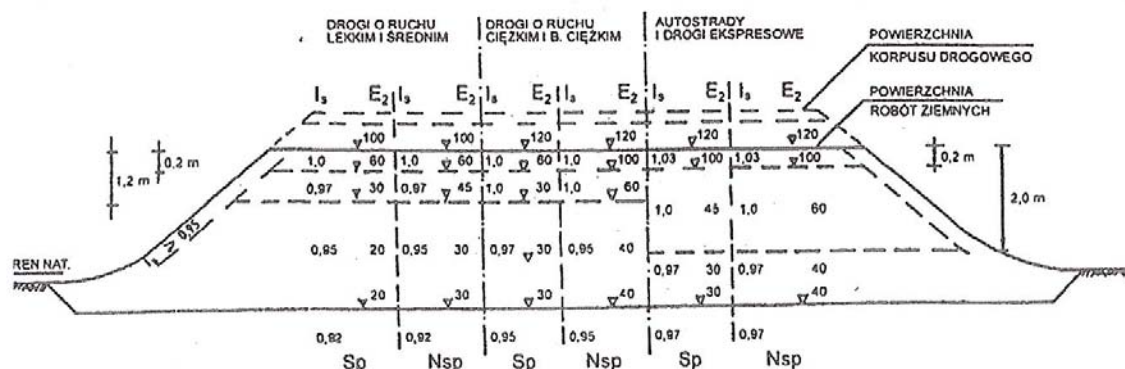 DROGI O RUCHU
LEKKIM I ŚREDNIM
DROGI O RUCHU
CIĘŻKIM I B. CIĘŻKIM
AUTOSTRADY
I DROGI EKSPRESOWE
POWIERZCHNIA
KORPUSU DROGOWEGO
POWIERZCHNIA
ROBÓT ZIEMNYCH
Is E2 Is E2 Is E2 Is E2 Is E2 Is E2
100 100 120 120 120 120
1,0 60 1,0 60 1,0 60 1,0 100 1,03 100 1,03 100
0,2 m
0,2 m
1,2 m
2,0 m
0,97 30 0,97 45 1,0 30 1,0 60
1,0 45 1,0 60
Is ≥ 0,95
0,95 20 0,95 30 0,97 30 0,95 40
REN NAT.
0,97 30 0,97 40
20 30 30 40 30 40
0,92 0,92 0,95 0,95 0,97 0,97
Sp Nsp Sp Nsp Sp Nsp